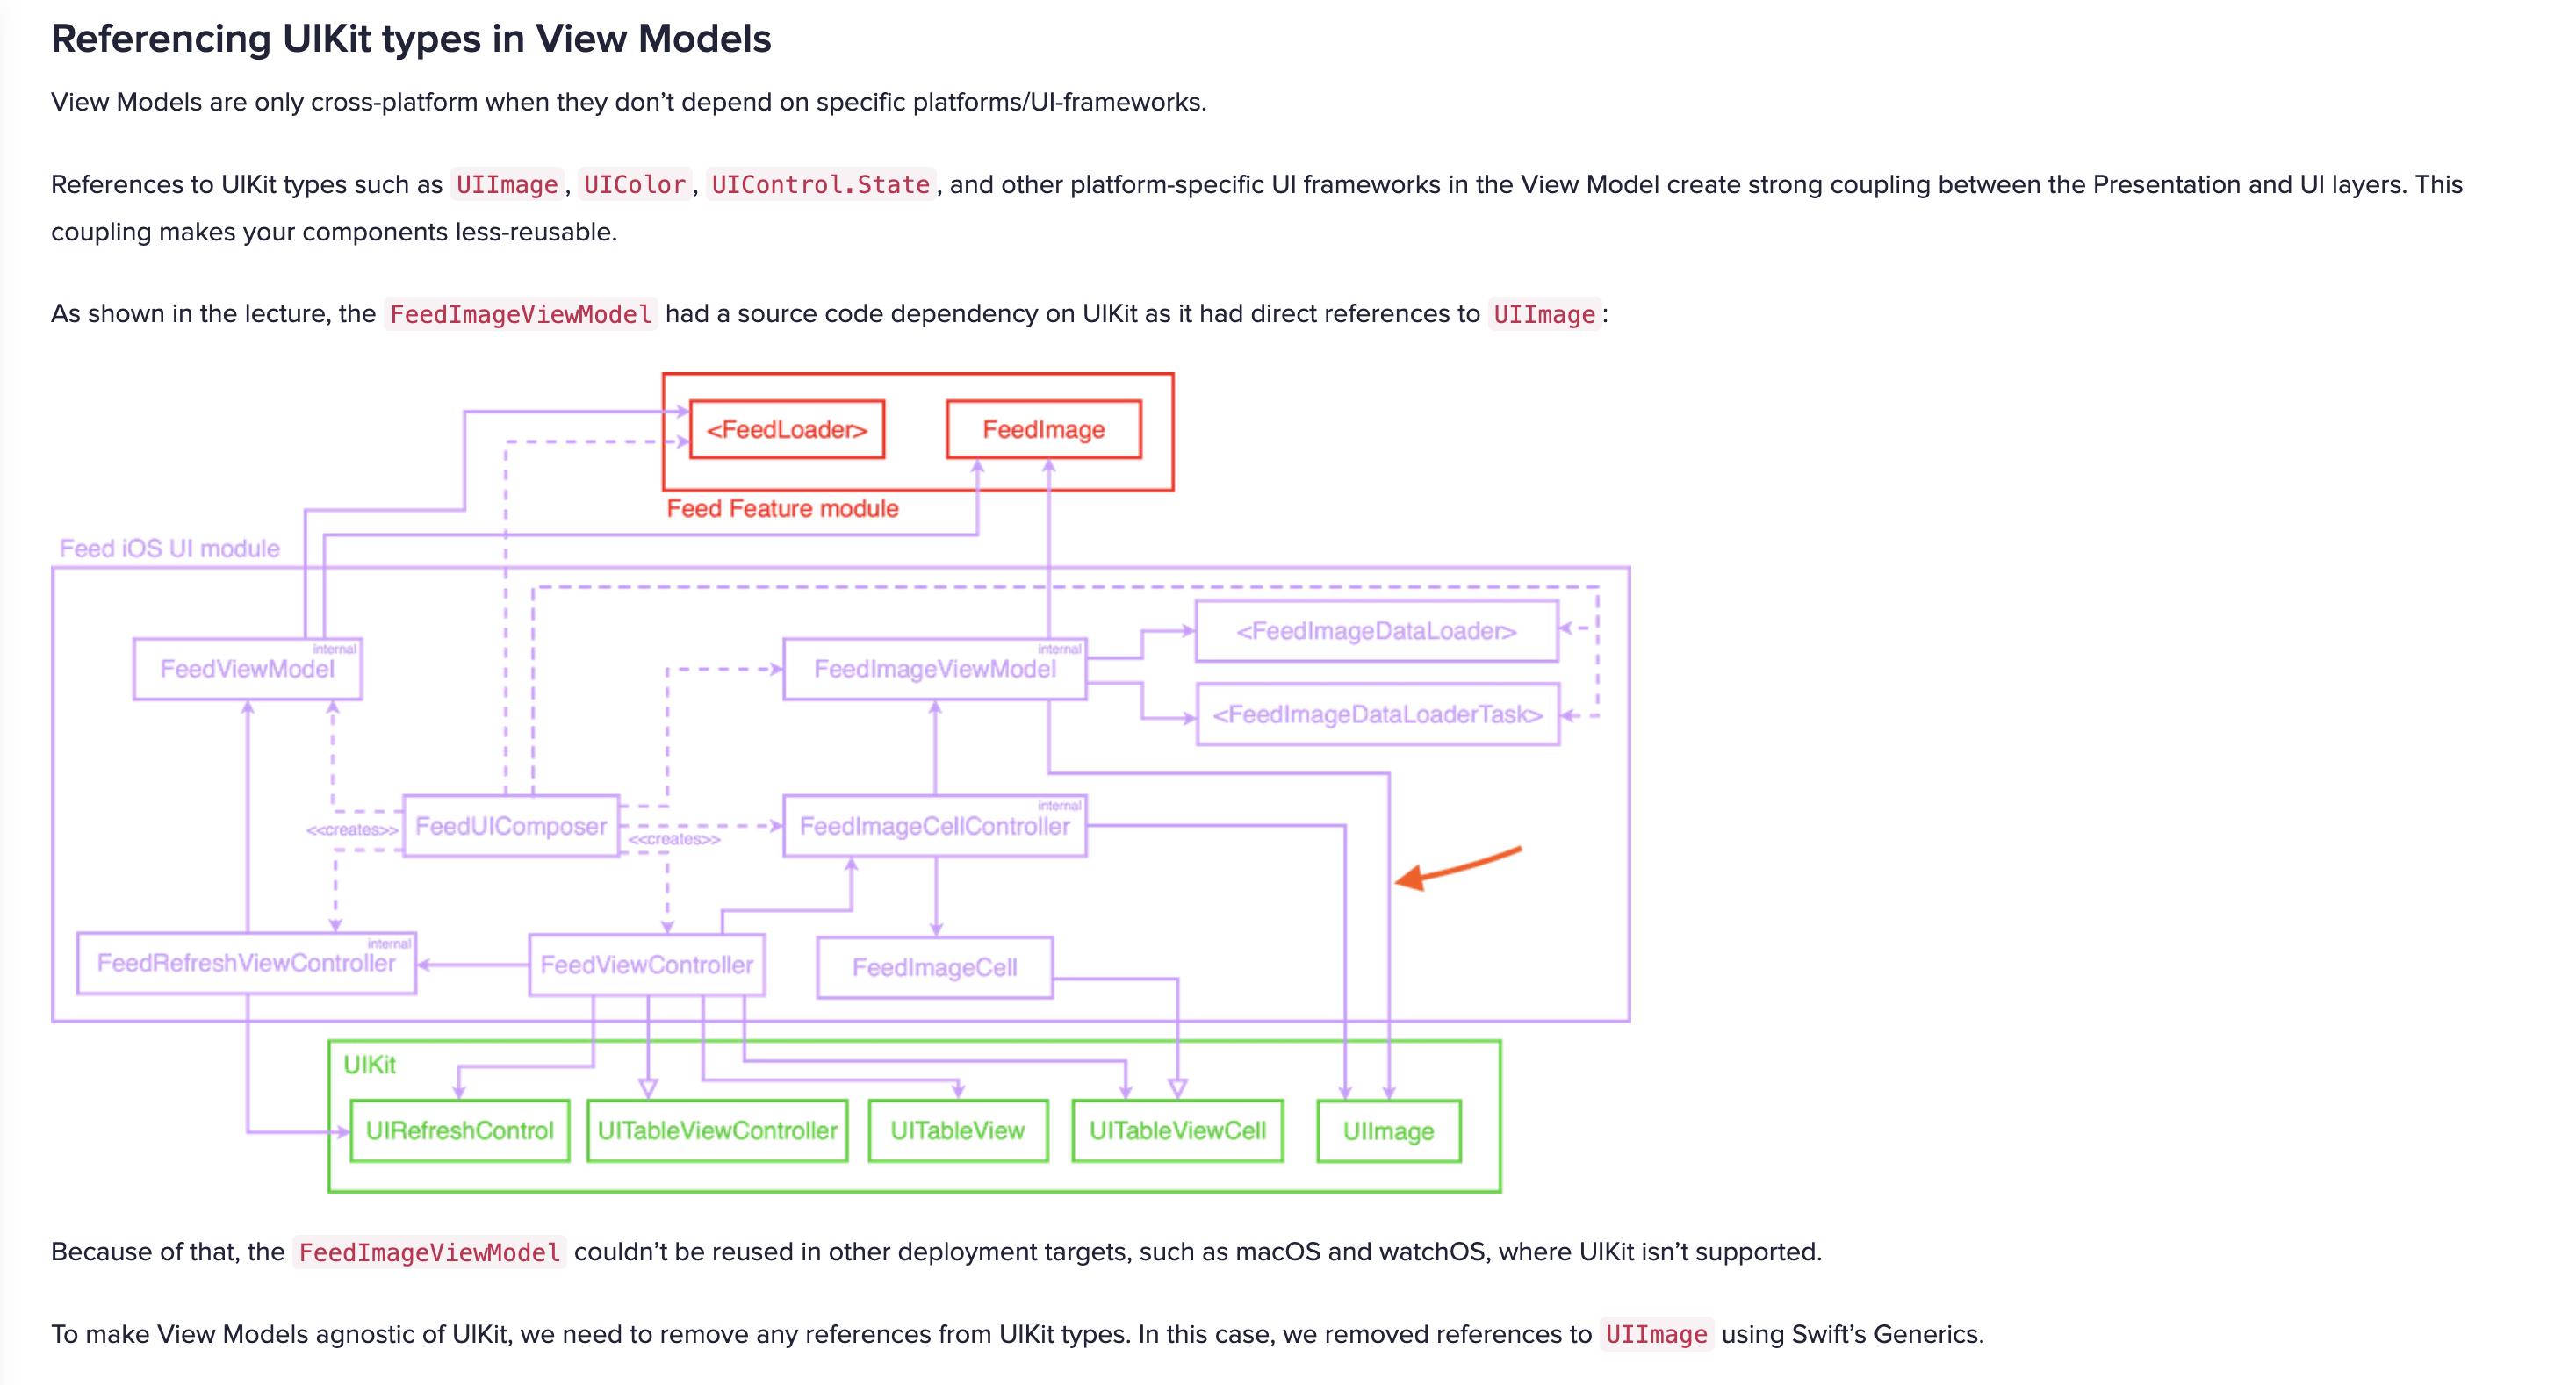 Referencing UIKit types in View Models
View Models are only cross-platform when they don’t depend on specific platforms/UI-frameworks.
References to UIKit types such as UIImage, UIColor, UIControl.State, and other platform-specific UI frameworks in the View Model create strong coupling between the Presentation and UI layers. This
coupling makes your components less-reusable.
As shown in the lecture, the FeedImageViewModel had a source code dependency on UIKit as it had direct references to UIImage:
<FeedLoader>
FeedImage
Feed Feature module
Feed iOS UI module
internal
FeedViewModel
internal
FeedImageViewModel
<FeedImageDataLoader>
<FeedImageDataLoaderTask>
<<creates>>
FeedUIComposer
<<creates>>
internal
FeedImageCellController
internal
FeedRefreshViewController
FeedViewController
FeedImageCell
UIKit
UIRefreshControl
UITableViewController
UITableView
UITableViewCell
UIImage
Because of that, the FeedImageViewModel couldn’t be reused in other deployment targets, such as macOS and watchOS, where UIKit isn’t supported.
To make View Models agnostic of UIKit, we need to remove any references from UIKit types. In this case, we removed references to UIImage using Swift’s Generics.